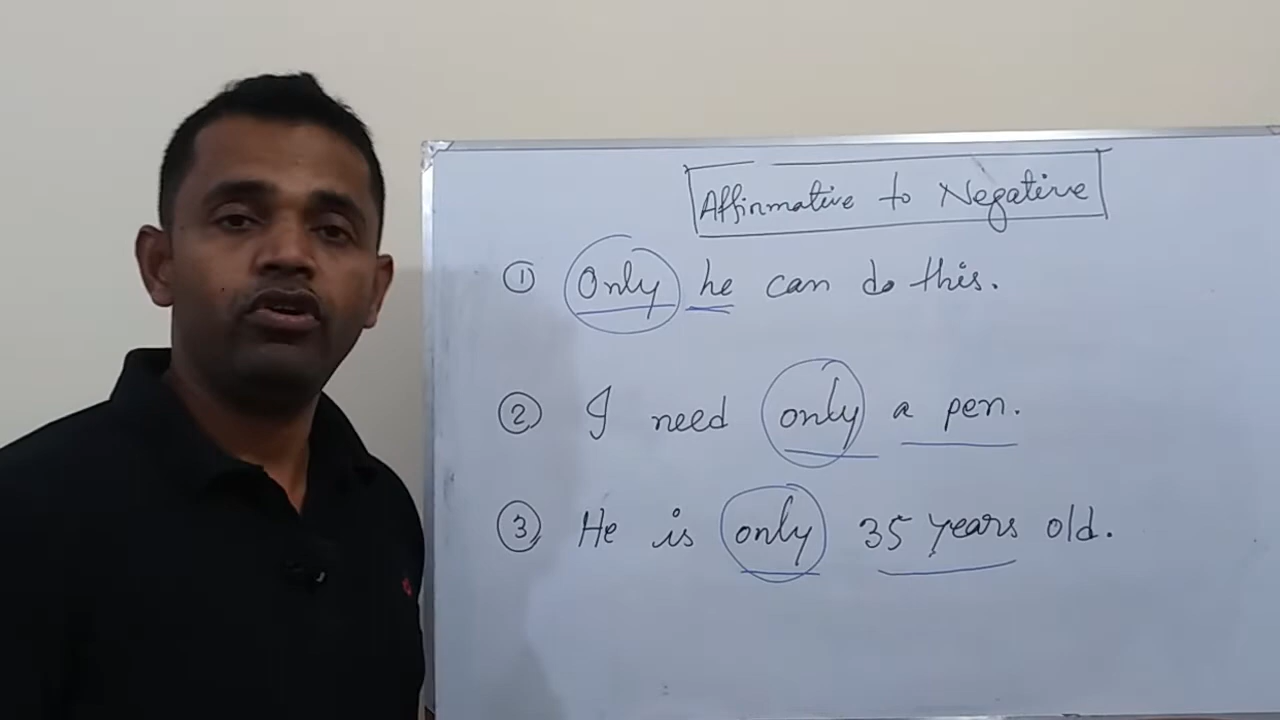 Affirmative to Negative
① Only he can do this.
② I need only a pen.
③ He is only 35 years old.